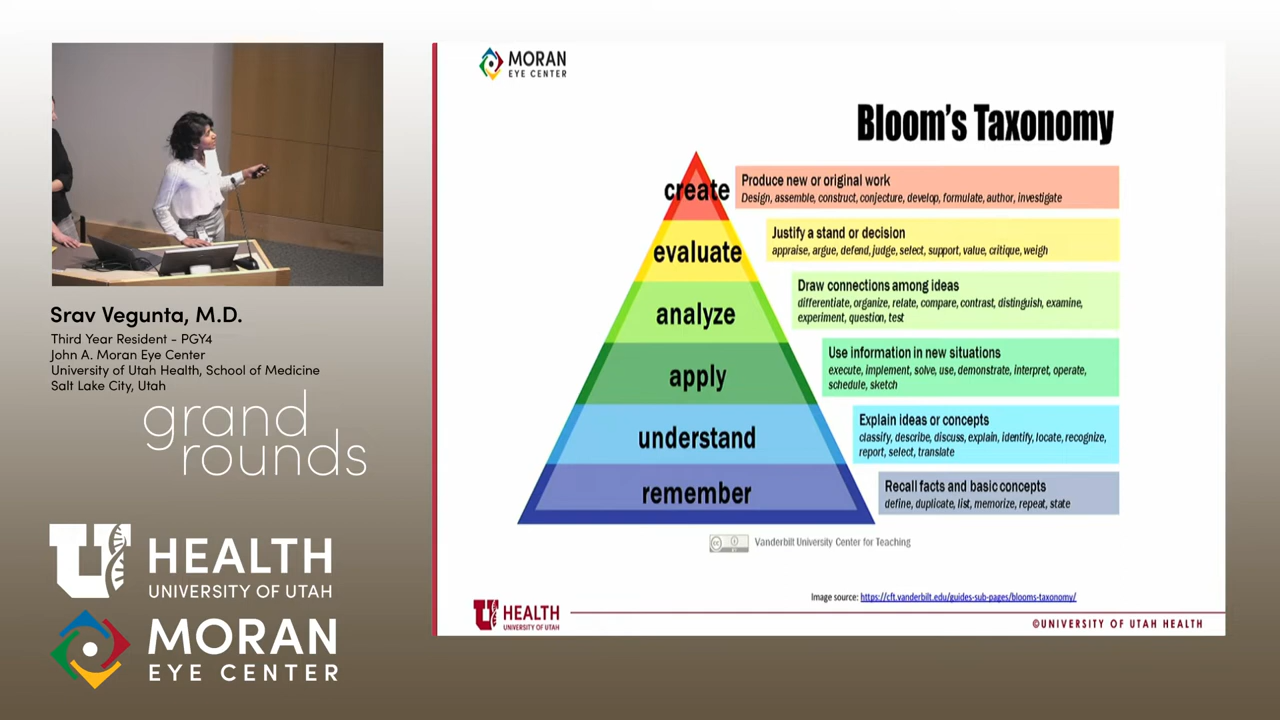 Srav Vegunta, M.D.
Third Year Resident - PGY4
John A. Moran Eye Center
University of Utah Health, School of Medicine
Salt Lake City, Utah
grand
rounds
U
HEALTH
UNIVERSITY OF UTAH
MORAN
EYE CENTER
MORAN
EYE CENTER
Bloom's Taxonomy
create
Produce new or original work
Design, assemble, construct, conjecture, develop, formulate, author, investigate
evaluate
Justify a stand or decision
appraise, argue, defend, judge, select, support, value, critique, weigh
analyze
Draw connections among ideas
differentiate, organize, relate, compare, contrast, distinguish, examine,
experiment, question, test
apply
Use information in new situations
execute, implement, solve, use, demonstrate, interpret, operate,
schedule, sketch
understand
Explain ideas or concepts
classify, describe, discuss, explain, identify, locate, recognize,
report, select, translate
remember
Recall facts and basic concepts
define, duplicate, list, memorize, repeat, state
cc
BY
Vanderbilt University Center for Teaching
Image source: https://cft.vanderbilt.edu/guides-sub-pages/blooms-taxonomy/
U
HEALTH
UNIVERSITY OF UTAH
©UNIVERSITY OF UTAH HEALTH